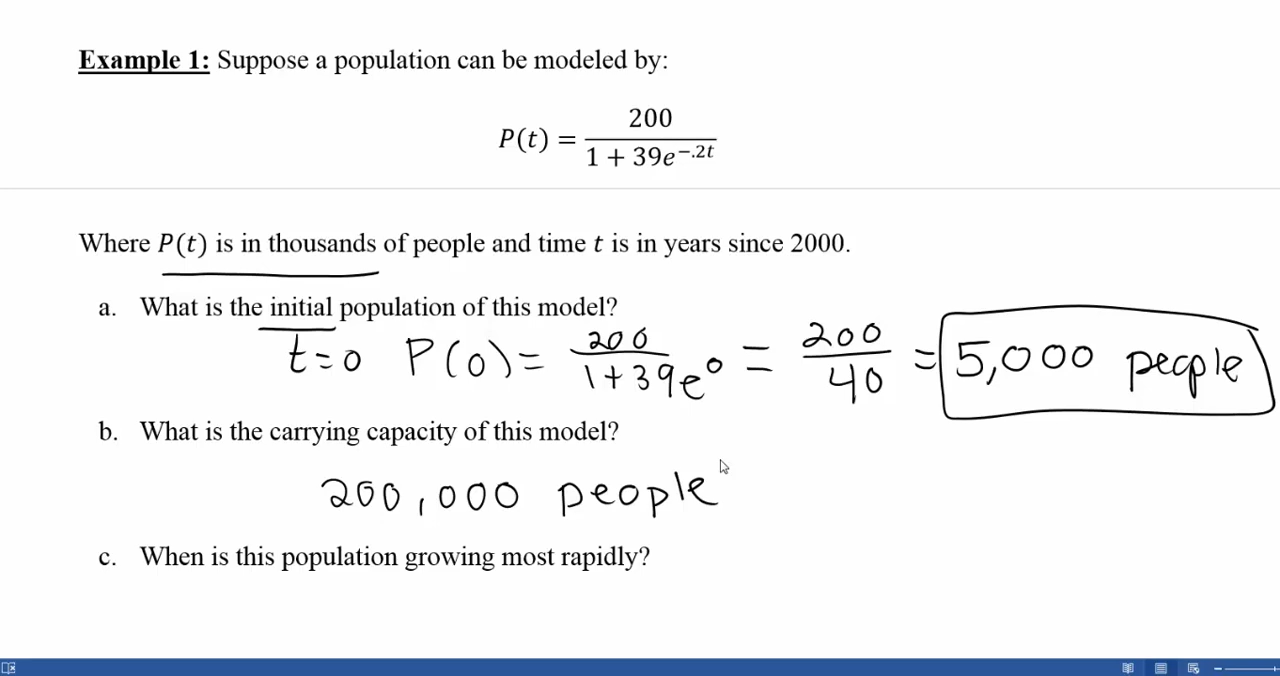 Example 1: Suppose a population can be modeled by:
P(t) = 200 / (1 + 39e^{-.2t})
Where P(t) is in thousands of people and time t is in years since 2000.
a. What is the initial population of this model?
t=0 P(0)= 200 / (1+39e^0) = 200 / 40 = 5,000 people
b. What is the carrying capacity of this model?
200,000 people
c. When is this population growing most rapidly?